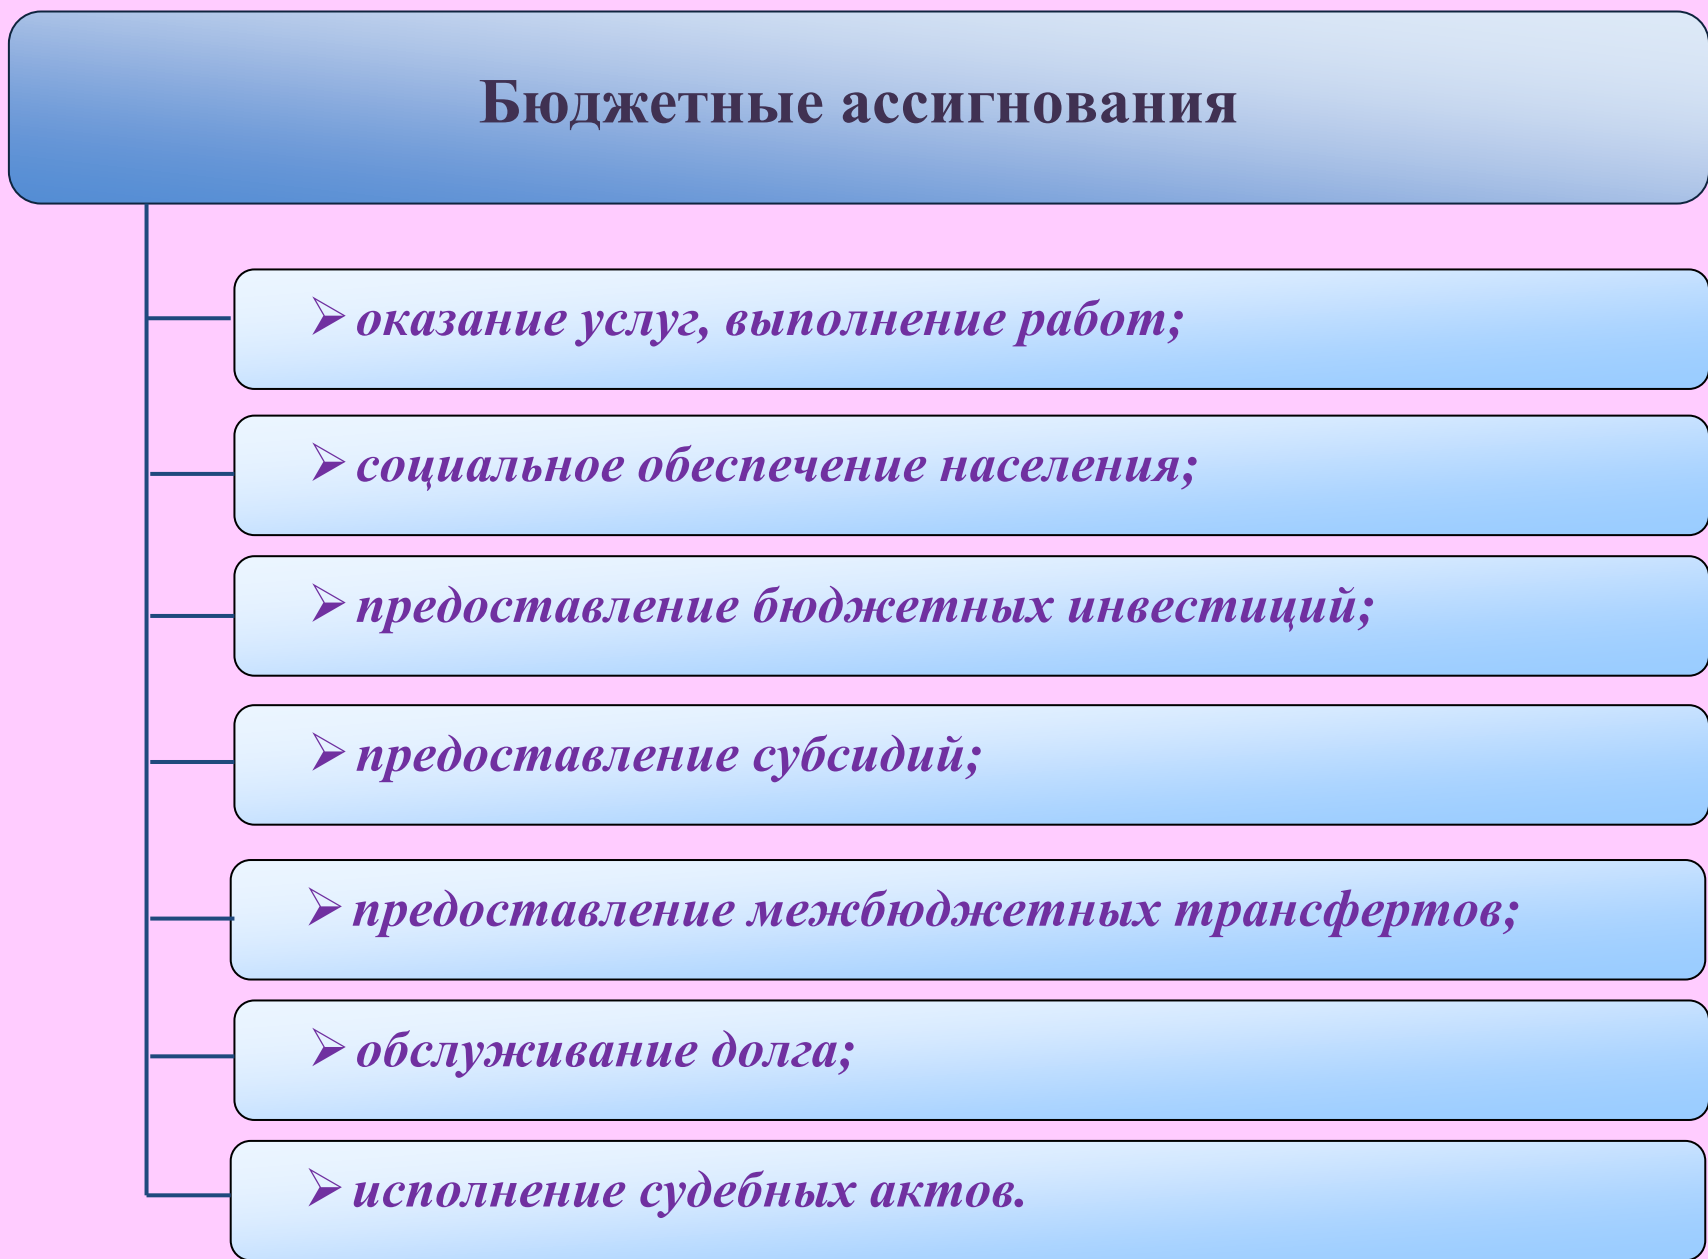 Бюджетные ассигнования
➢ оказание услуг, выполнение работ;
➢ социальное обеспечение населения;
➢ предоставление бюджетных инвестиций;
➢ предоставление субсидий;
➢ предоставление межбюджетных трансфертов;
➢ обслуживание долга;
➢ исполнение судебных актов.